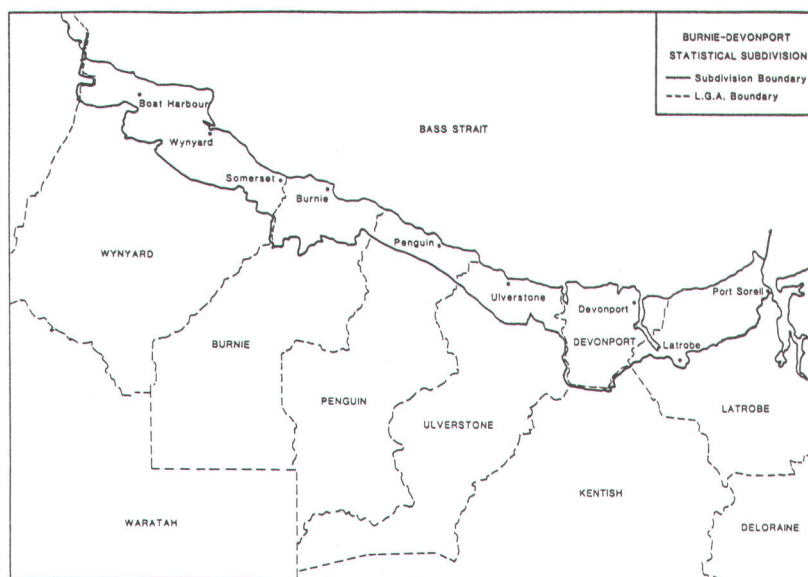 BURNIE-DEVONPORT
STATISTICAL SUBDIVISION
Subdivision Boundary
L.G.A. Boundary
Boat Harbour
BASS STRAIT
Wynyard
Somerset
Burnie
Penguin
WYNYARD
Ulverstone
Port Sorell
Devonport
DEVONPORT
Latrobe
BURNIE
PENGUIN
ULVERSTONE
LATROBE
KENTISH
WARATAH
DELORAINE